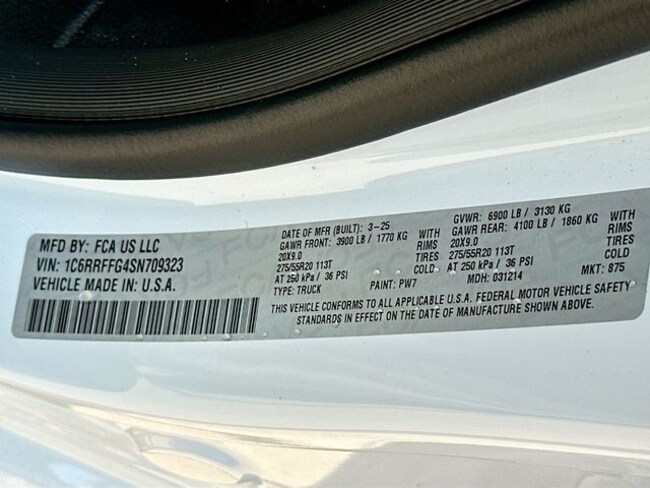 MFD BY: FCA US LLC
VIN: 1C6RRFFG4SN709323
VEHICLE MADE IN: U.S.A.
DATE OF MFR (BUILT): 3-25
GAWR FRONT: 3900 LB / 1770 KG WITH
20X9.0 RIMS
275/55R20 113T TIRES
AT 250 kPa / 36 PSI COLD
TYPE: TRUCK PAINT: PW7
GVWR: 6900 LB / 3130 KG
GAWR REAR: 4100 LB / 1860 KG WITH
20X9.0 RIMS
275/55R20 113T TIRES
AT 250 kPa / 36 PSI COLD
MDH: 031214 MKT: 875
THIS VEHICLE CONFORMS TO ALL APPLICABLE U.S.A. FEDERAL MOTOR VEHICLE SAFETY
STANDARDS IN EFFECT ON THE DATE OF MANUFACTURE SHOWN ABOVE.